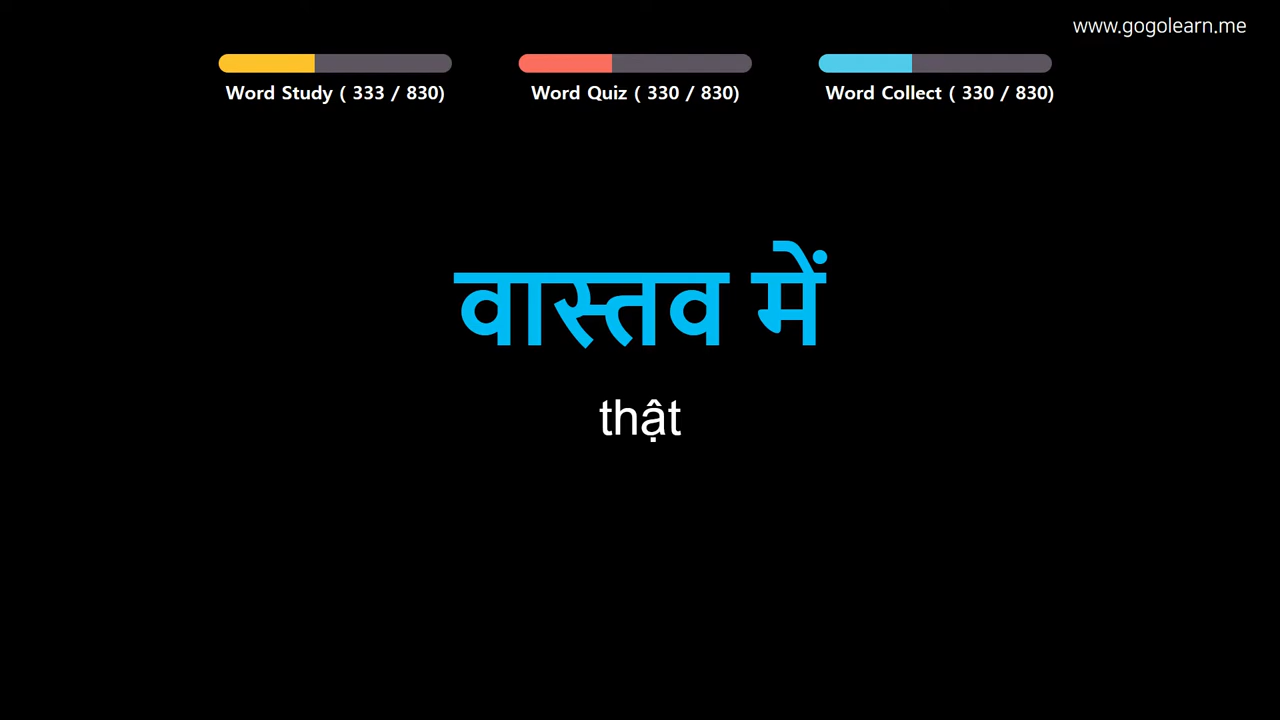 www.gogolearn.me
Word Study ( 333 / 830)
Word Quiz ( 330 / 830)
Word Collect ( 330 / 830)
वास्तव में
thật